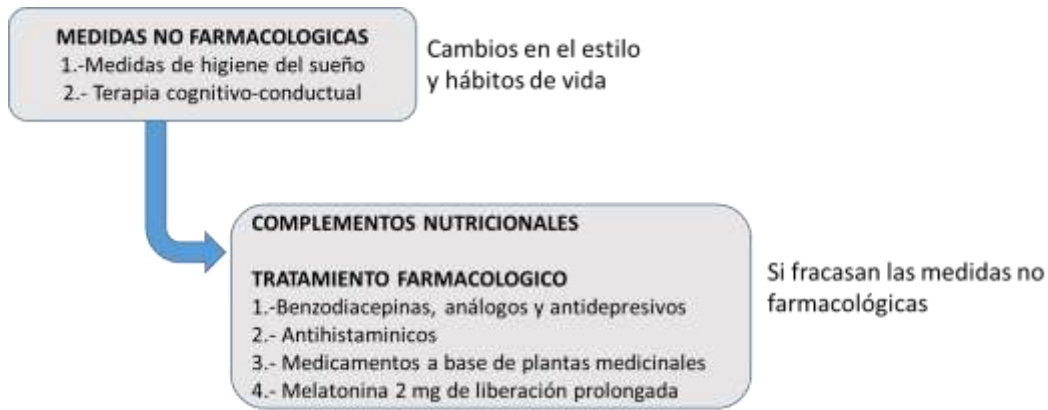 MEDIDAS NO FARMACOLOGICAS
1.-Medidas de higiene del sueño
2.- Terapia cognitivo-conductual
Cambios en el estilo
y hábitos de vida
COMPLEMENTOS NUTRICIONALES
TRATAMIENTO FARMACOLOGICO
1.-Benzodiacepinas, análogos y antidepresivos
2.- Antihistaminicos
3.- Medicamentos a base de plantas medicinales
4.- Melatonina 2 mg de liberación prolongada
Si fracasan las medidas no
farmacológicas